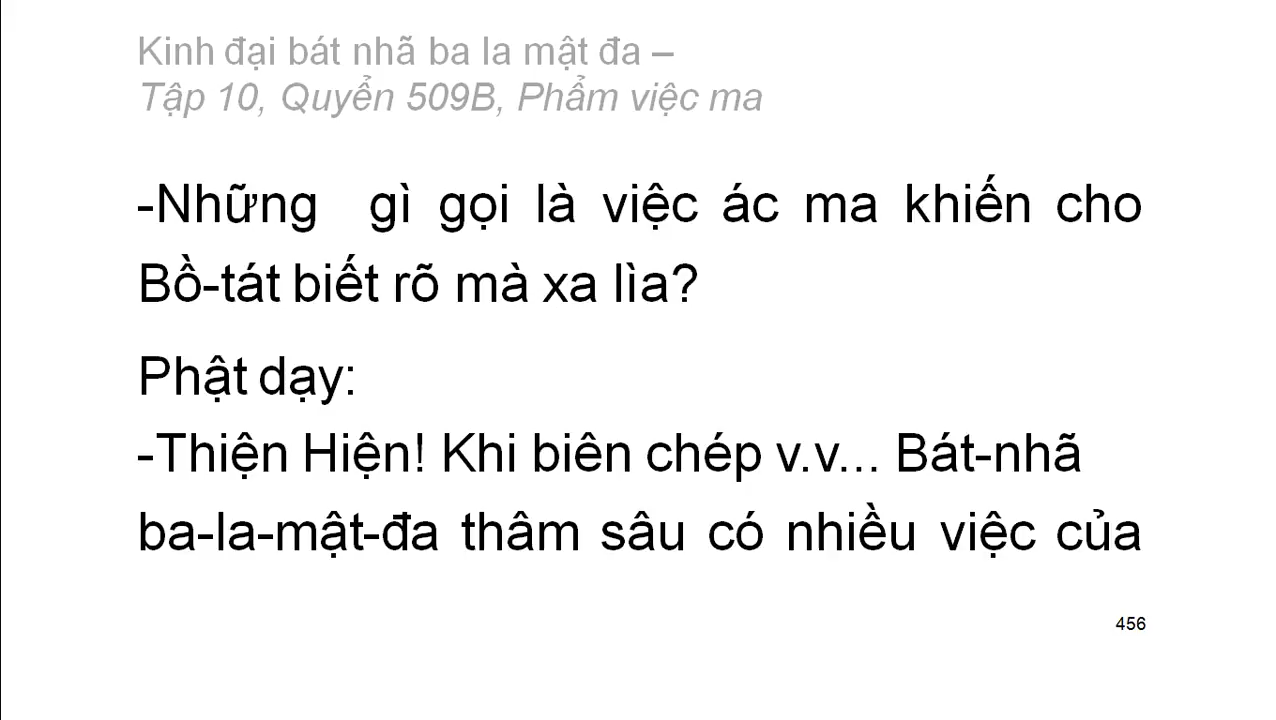 Kinh đại bát nhã ba la mật đa –
Tập 10, Quyển 509B, Phẩm việc ma
-Những gì gọi là việc ác ma khiến cho
Bồ-tát biết rõ mà xa lìa?
Phật dạy:
-Thiện Hiện! Khi biên chép v.v... Bát-nhã
ba-la-mật-đa thâm sâu có nhiều việc của
456